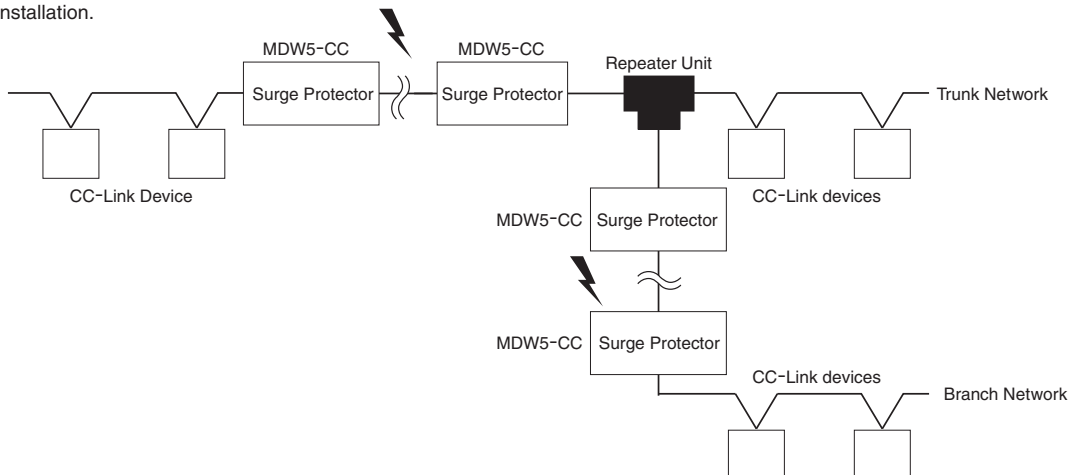 nstallation.
MDW5-CC
MDW5-CC
Surge Protector
Surge Protector
Repeater Unit
Trunk Network
CC-Link Device
CC-Link devices
MDW5-CC
Surge Protector
MDW5-CC
Surge Protector
CC-Link devices
Branch Network